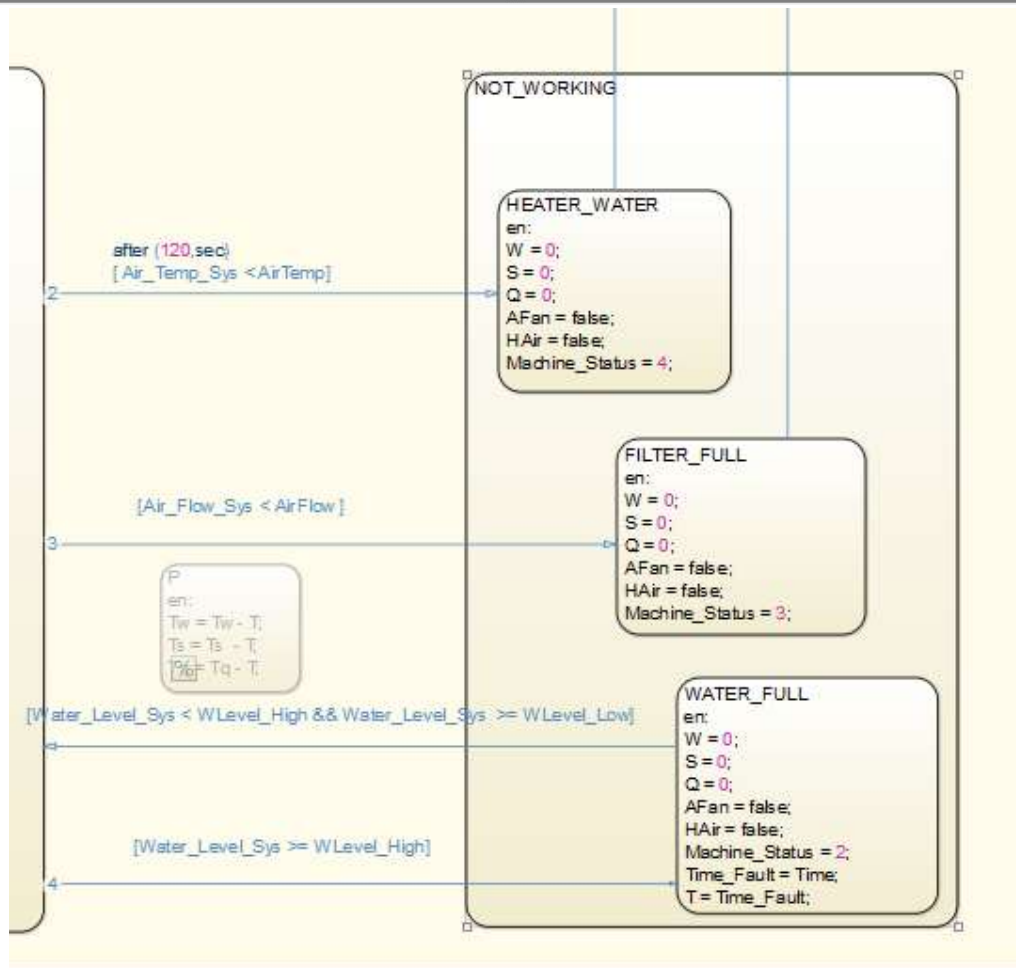 NOT_WORKING
HEATER_WATER
en:
W = 0;
S = 0;
Q = 0;
AFan = false;
HAir = false;
Machine_Status = 4;
after (120,sec)
[ Air_Temp_Sys < AirTemp]
2
FILTER_FULL
en:
W = 0;
S = 0;
Q = 0;
AFan = false;
HAir = false;
Machine_Status = 3;
[Air_Flow_Sys < AirFlow ]
3
P
en:
Tw = Tw - T;
Ts = Ts - T;
% = Tq - T;
[Water_Level_Sys < WLevel_High && Water_Level_Sys >= WLevel_Low]
WATER_FULL
en:
W = 0;
S = 0;
Q = 0;
AFan = false;
HAir = false;
Machine_Status = 2;
Time_Fault = Time;
T = Time_Fault;
[Water_Level_Sys >= WLevel_High]
4